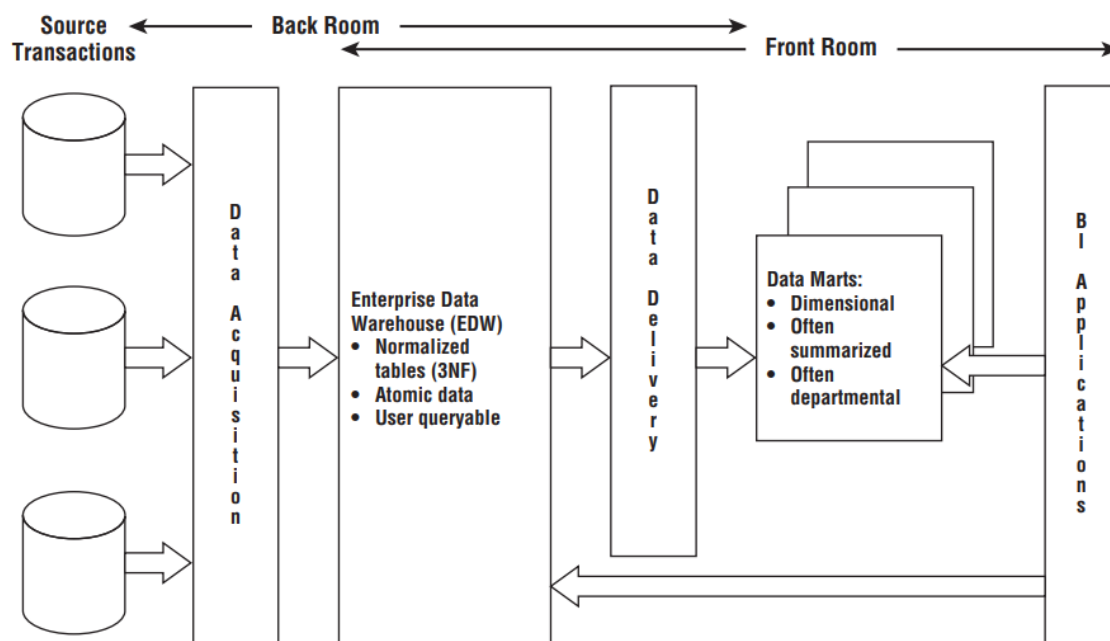 Source
Transactions
Back Room
Front Room
Data Acquisition
Enterprise Data
Warehouse (EDW)
• Normalized
tables (3NF)
• Atomic data
• User queryable
Data Delivery
Data Marts:
• Dimensional
• Often
summarized
• Often
departmental
BI Applications